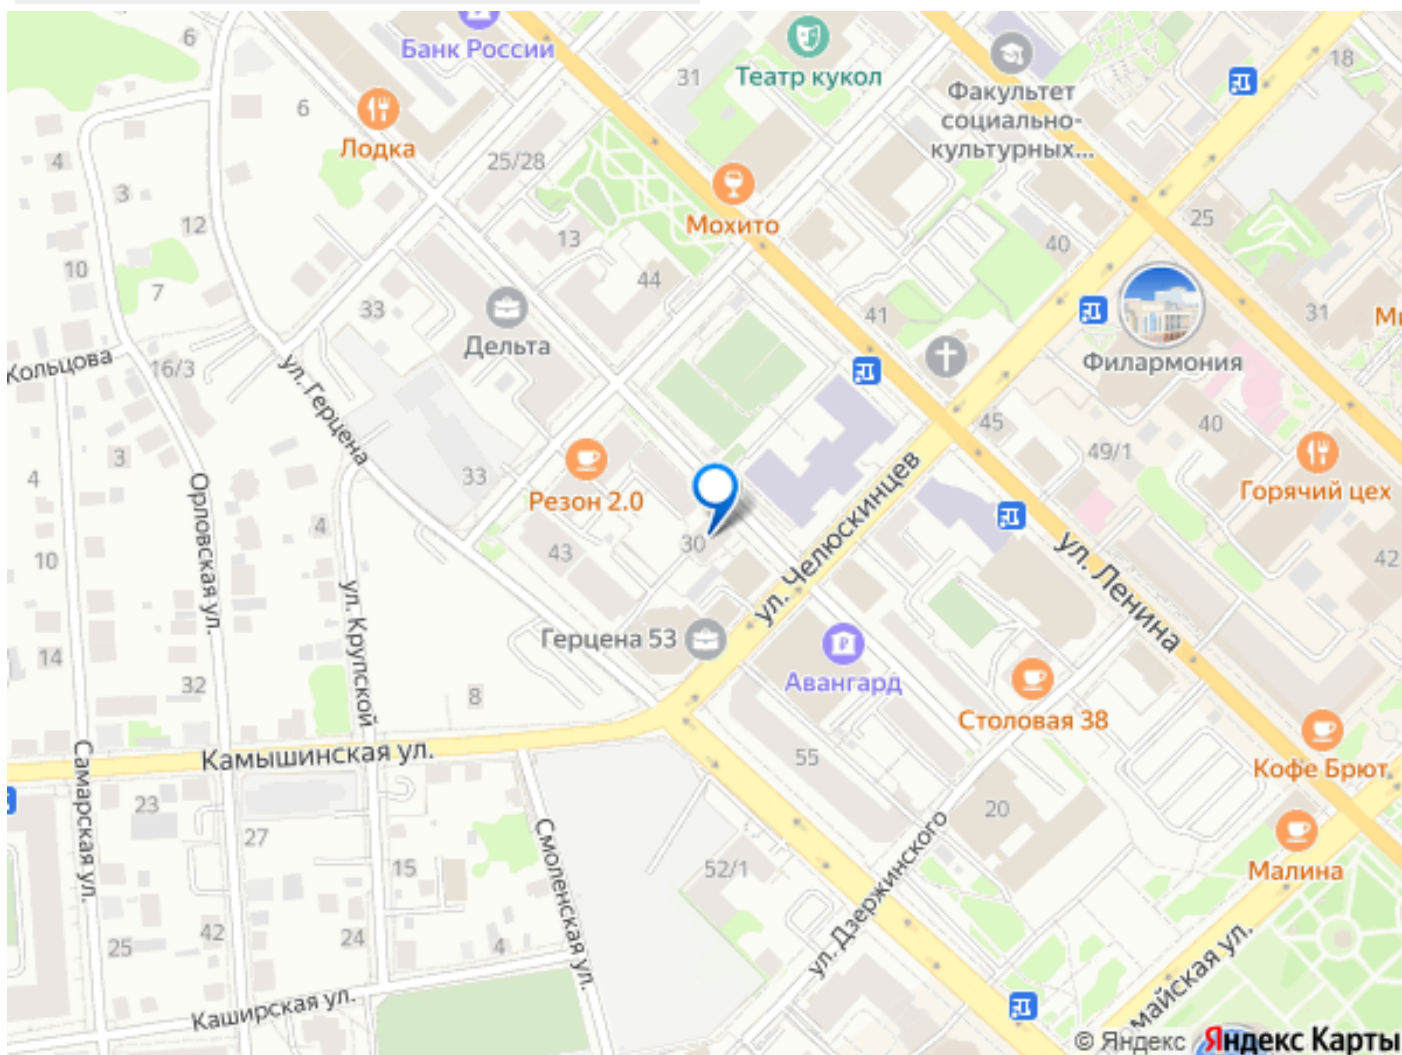 6
Банк России
31
Театр кукол
Факультет
социально-
культурных...
18
6
Лодка
25/28
4
3
12
Мохито
25
13
40
10
44
7
33
41
31
Ми
Дельта
Филармония
Кольцова
16/3
ул. Герцена
45
40
49/1
3
4
33
Резон 2.0
Горячий цех
Орловская ул.
4
ул. Челюскинцев
30
43
42
10
ул. Ленина
ул. Крупской
Герцена 53
14
Авангард
32
8
Столовая 38
Камышинская ул.
55
Кофе Брют
Самарская ул.
23
20
27
Смоленская ул.
15
52/1
Малина
ул. Дзержинского
42
24
4
25
Каширская ул.
майская ул.
© Яндекс Яндекс Карты